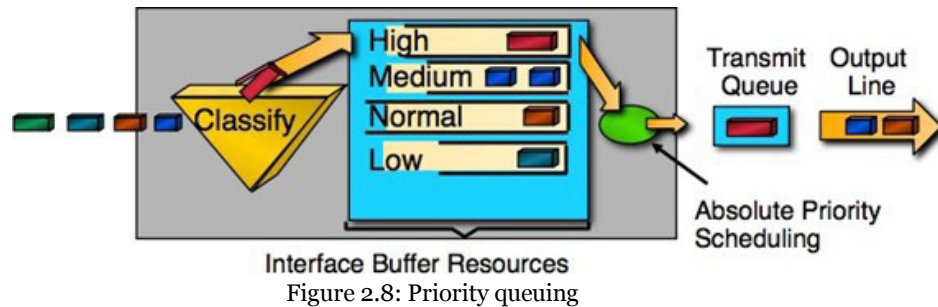 Classify
High
Medium
Normal
Low
Transmit
Queue
Output
Line
Absolute Priority
Scheduling
Interface Buffer Resources
Figure 2.8: Priority queuing